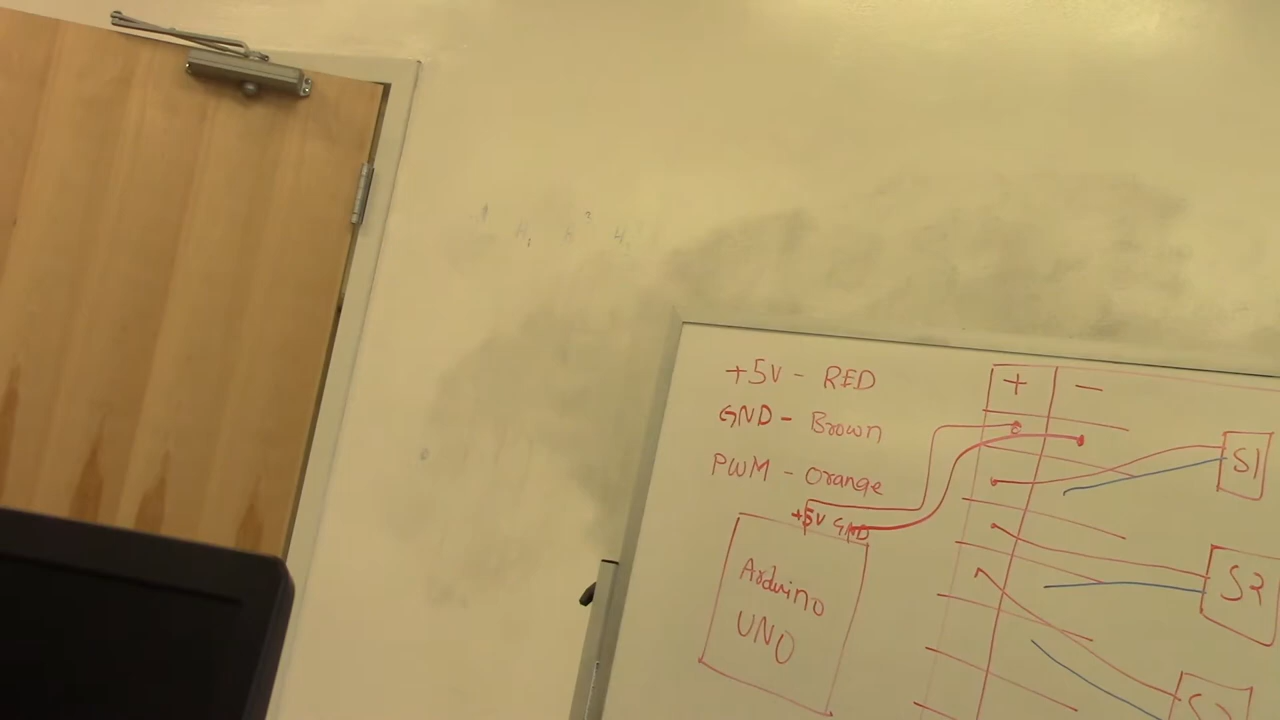 +5V - RED
GND - Brown
PWM - Orange
+5V GND
Arduino
UNO
+ -
S1
S2